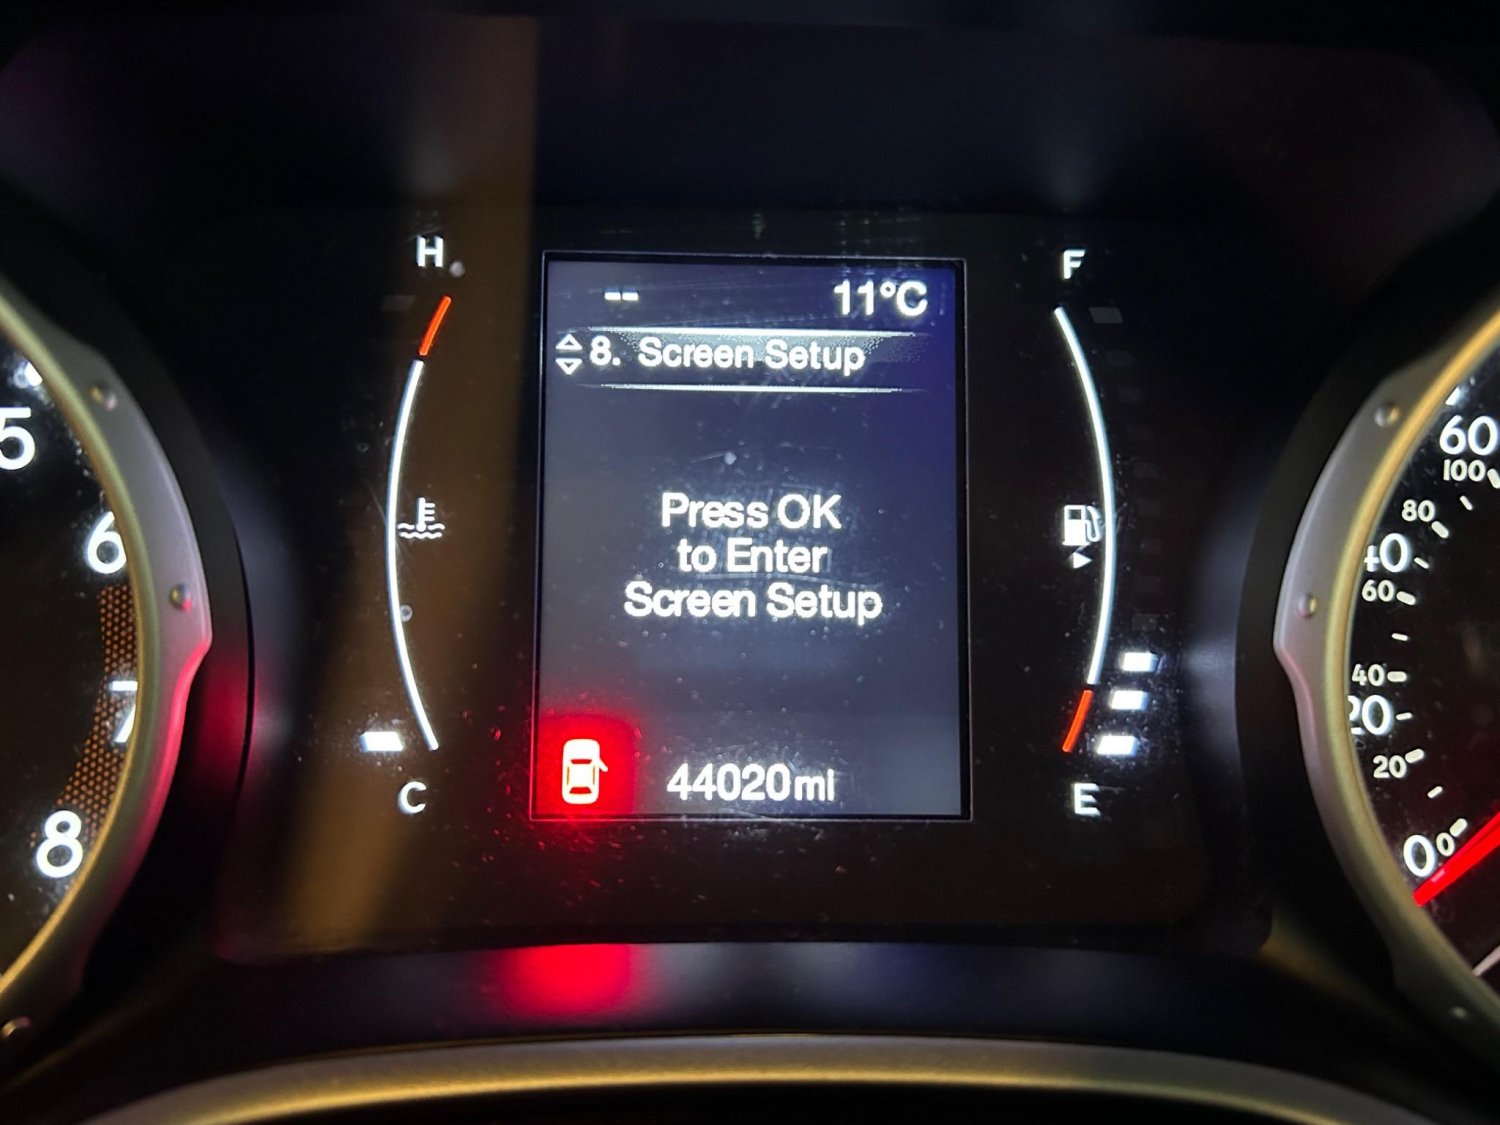 H
F
-- 11°C
8. Screen Setup
Press OK
to Enter
Screen Setup
44020mi
C
E
5
6
7
8
60
100
80
40
60
40
20
20
0
0